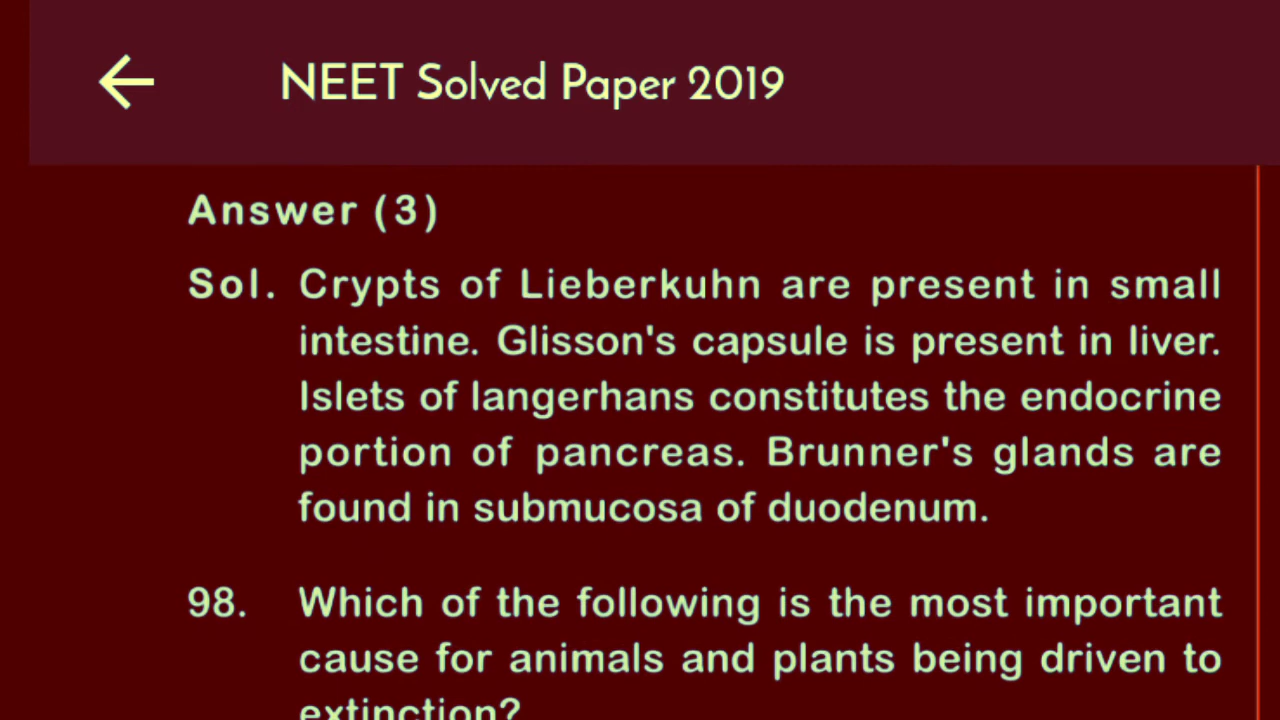 NEET Solved Paper 2019
Answer (3)
Sol. Crypts of Lieberkuhn are present in small
intestine. Glisson's capsule is present in liver.
Islets of langerhans constitutes the endocrine
portion of pancreas. Brunner's glands are
found in submucosa of duodenum.
98. Which of the following is the most important
cause for animals and plants being driven to
extinction?